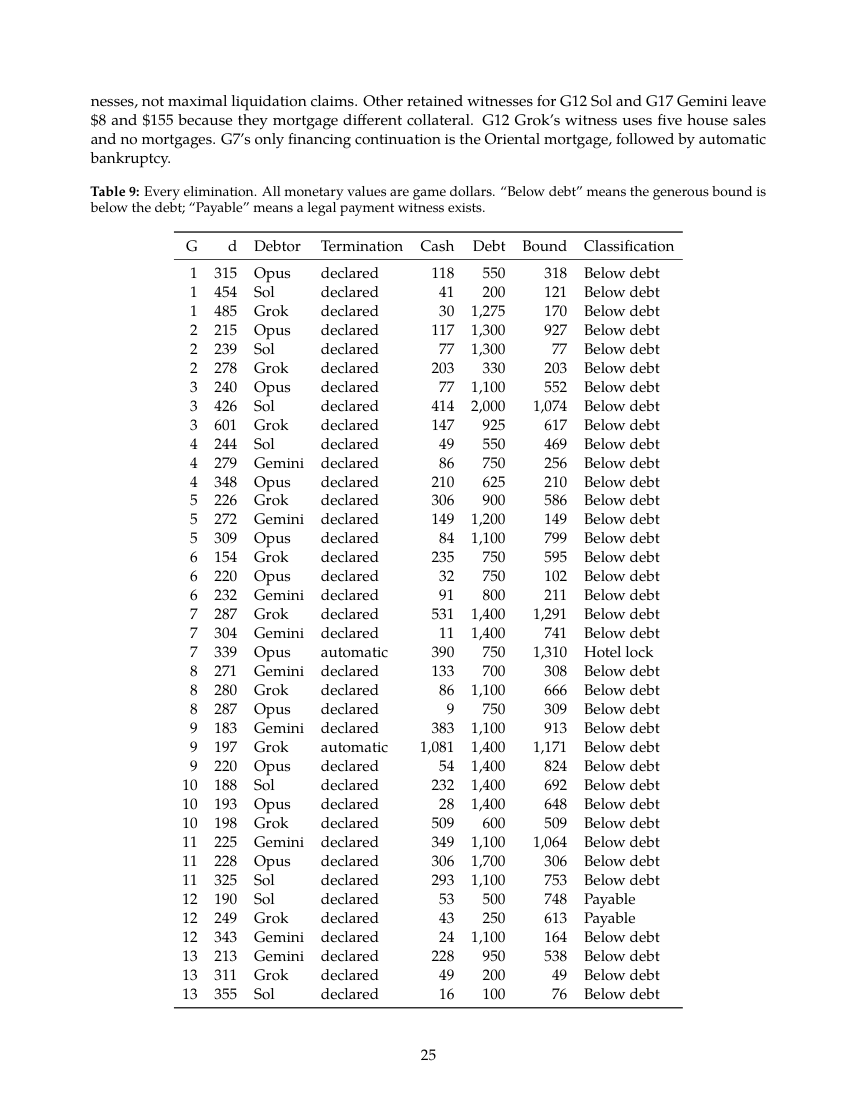 nesses, not maximal liquidation claims. Other retained witnesses for G12 Sol and G17 Gemini leave
$8 and $155 because they mortgage different collateral. G12 Grok's witness uses five house sales
and no mortgages. G7's only financing continuation is the Oriental mortgage, followed by automatic
bankruptcy.
Table 9: Every elimination. All monetary values are game dollars. “Below debt” means the generous bound is
below the debt; “Payable” means a legal payment witness exists.
G d Debtor Termination Cash Debt Bound Classification
1 315 Opus declared 118 550 318 Below debt
1 454 Sol declared 41 200 121 Below debt
1 485 Grok declared 30 1,275 170 Below debt
2 215 Opus declared 117 1,300 927 Below debt
2 239 Sol declared 77 1,300 77 Below debt
2 278 Grok declared 203 330 203 Below debt
3 240 Opus declared 77 1,100 552 Below debt
3 426 Sol declared 414 2,000 1,074 Below debt
3 601 Grok declared 147 925 617 Below debt
4 244 Sol declared 49 550 469 Below debt
4 279 Gemini declared 86 750 256 Below debt
4 348 Opus declared 210 625 210 Below debt
5 226 Grok declared 306 900 586 Below debt
5 272 Gemini declared 149 1,200 149 Below debt
5 309 Opus declared 84 1,100 799 Below debt
6 154 Grok declared 235 750 595 Below debt
6 220 Opus declared 32 750 102 Below debt
6 232 Gemini declared 91 800 211 Below debt
7 287 Grok declared 531 1,400 1,291 Below debt
7 304 Gemini declared 11 1,400 741 Below debt
7 339 Opus automatic 390 750 1,310 Hotel lock
8 271 Gemini declared 133 700 308 Below debt
8 280 Grok declared 86 1,100 666 Below debt
8 287 Opus declared 9 750 309 Below debt
9 183 Gemini declared 383 1,100 913 Below debt
9 197 Grok automatic 1,081 1,400 1,171 Below debt
9 220 Opus declared 54 1,400 824 Below debt
10 188 Sol declared 232 1,400 692 Below debt
10 193 Opus declared 28 1,400 648 Below debt
10 198 Grok declared 509 600 509 Below debt
11 225 Gemini declared 349 1,100 1,064 Below debt
11 228 Opus declared 306 1,700 306 Below debt
11 325 Sol declared 293 1,100 753 Below debt
12 190 Sol declared 53 500 748 Payable
12 249 Grok declared 43 250 613 Payable
12 343 Gemini declared 24 1,100 164 Below debt
13 213 Gemini declared 228 950 538 Below debt
13 311 Grok declared 49 200 49 Below debt
13 355 Sol declared 16 100 76 Below debt
25